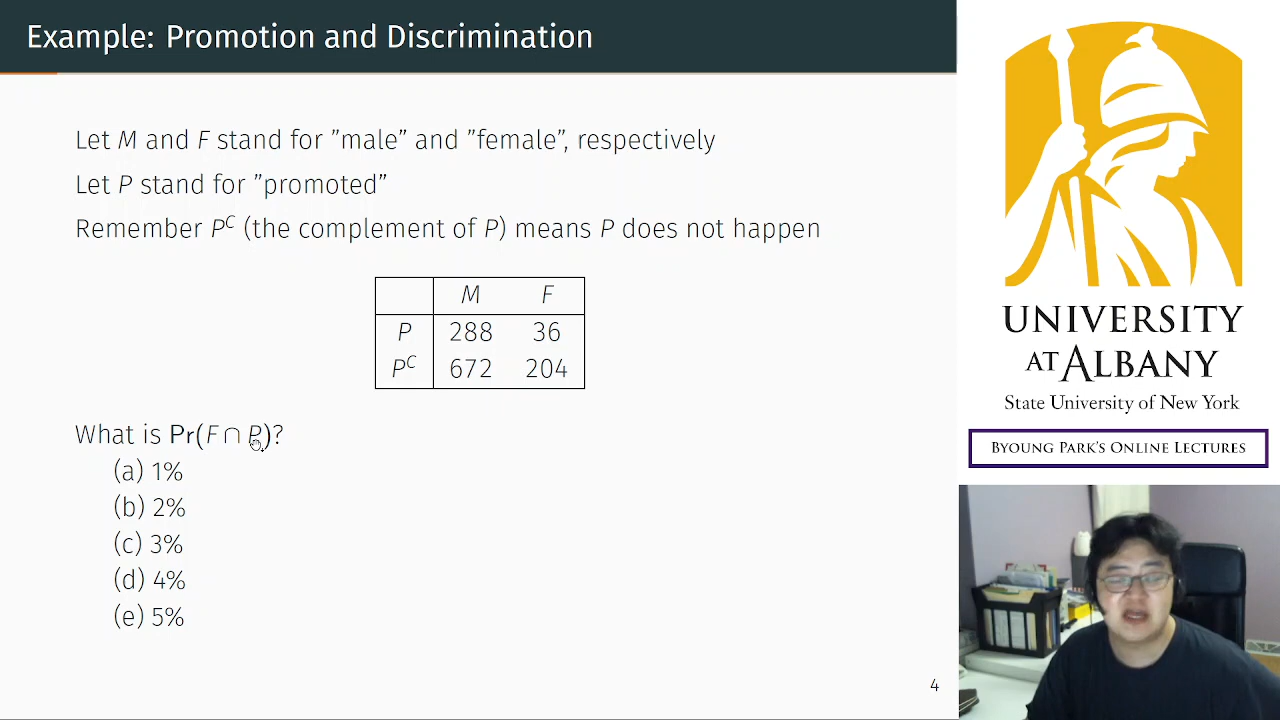 Example: Promotion and Discrimination
Let M and F stand for ”male” and ”female”, respectively
Let P stand for ”promoted”
Remember Pᶜ (the complement of P) means P does not happen
M F
P 288 36
Pᶜ 672 204
What is Pr(F ∩ P)?
(a) 1%
(b) 2%
(c) 3%
(d) 4%
(e) 5%
4
UNIVERSITY
AT ALBANY
State University of New York
BYOUNG PARK'S ONLINE LECTURES